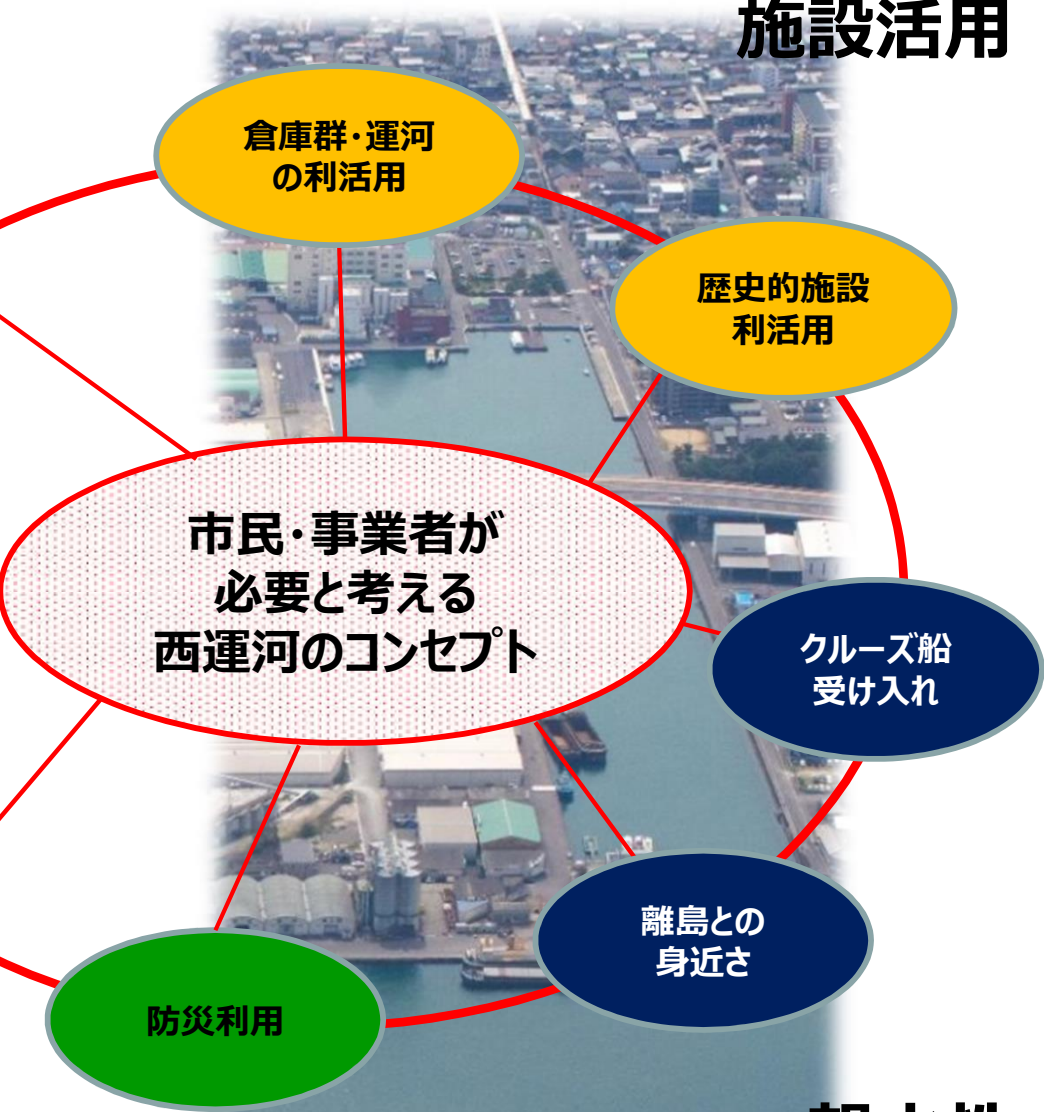 施設活用
倉庫群・運河
の利活用
歴史的施設
利活用
市民・事業者が
必要と考える
西運河のコンセプト
クルーズ船
受け入れ
離島との
身近さ
防災利用